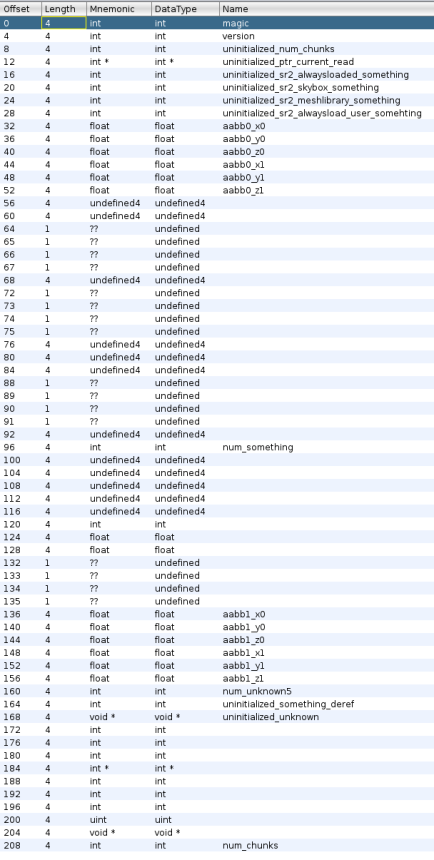 Offset Length Mnemonic DataType Name
0 4 int int magic
4 4 int int version
8 4 int int uninitialized_num_chunks
12 4 int * int * uninitialized_ptr_current_read
16 4 int int uninitialized_sr2_alwaysloaded_something
20 4 int int uninitialized_sr2_skybox_something
24 4 int int uninitialized_sr2_meshlibrary_something
28 4 int int uninitialized_sr2_alwaysload_user_somehting
32 4 float float aabb0_x0
36 4 float float aabb0_y0
40 4 float float aabb0_z0
44 4 float float aabb0_x1
48 4 float float aabb0_y1
52 4 float float aabb0_z1
56 4 undefined4 undefined4
60 4 undefined4 undefined4
64 1 ?? undefined
65 1 ?? undefined
66 1 ?? undefined
67 1 ?? undefined
68 4 undefined4 undefined4
72 1 ?? undefined
73 1 ?? undefined
74 1 ?? undefined
75 1 ?? undefined
76 4 undefined4 undefined4
80 4 undefined4 undefined4
84 4 undefined4 undefined4
88 1 ?? undefined
89 1 ?? undefined
90 1 ?? undefined
91 1 ?? undefined
92 4 undefined4 undefined4
96 4 int int num_something
100 4 undefined4 undefined4
104 4 undefined4 undefined4
108 4 undefined4 undefined4
112 4 undefined4 undefined4
116 4 undefined4 undefined4
120 4 int int
124 4 float float
128 4 float float
132 1 ?? undefined
133 1 ?? undefined
134 1 ?? undefined
135 1 ?? undefined
136 4 float float aabb1_x0
140 4 float float aabb1_y0
144 4 float float aabb1_z0
148 4 float float aabb1_x1
152 4 float float aabb1_y1
156 4 float float aabb1_z1
160 4 int int num_unknown5
164 4 int int uninitialized_something_deref
168 4 void * void * uninitialized_unknown
172 4 int int
176 4 int int
180 4 int int
184 4 int * int *
188 4 int int
192 4 int int
196 4 int int
200 4 uint uint
204 4 void * void *
208 4 int int num_chunks